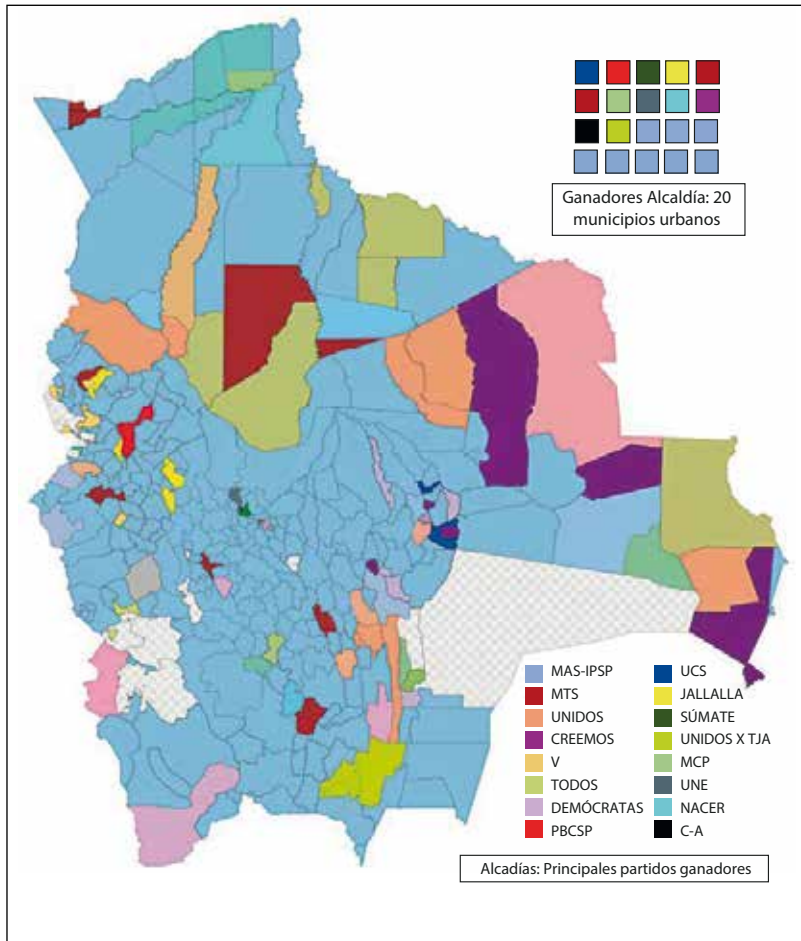 Ganadores Alcaldía: 20
municipios urbanos
MAS-IPSP
MTS
UNIDOS
CREEMOS
V
TODOS
DEMÓCRATAS
PBCSP
UCS
JALLALLA
SÚMATE
UNIDOS X TJA
MCP
UNE
NACER
C-A
Alcadías: Principales partidos ganadores